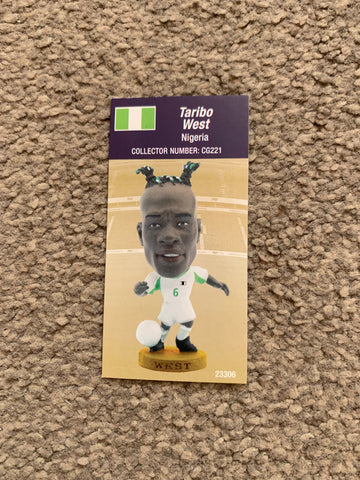 Taribo
West
Nigeria
COLLECTOR NUMBER: CG221
6
WEST
23306